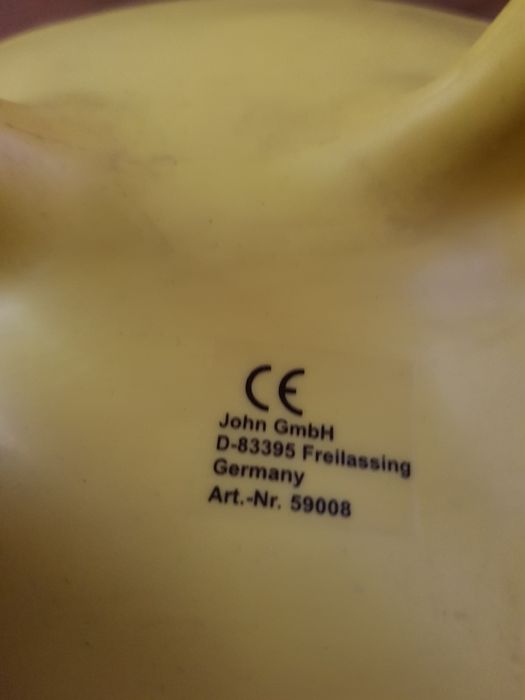 CE
John GmbH
D-83395 Freilassing
Germany
Art.-Nr. 59008